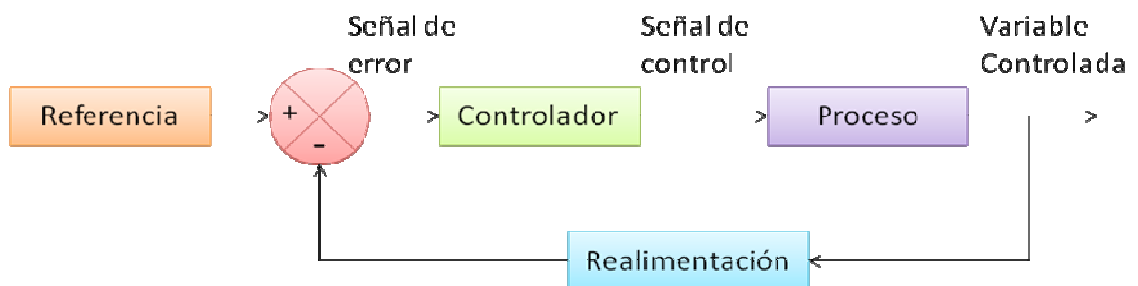 Señal de
error
Señal de
control
Variable
Controlada
Referencia
+
-
Controlador
Proceso
Realimentación